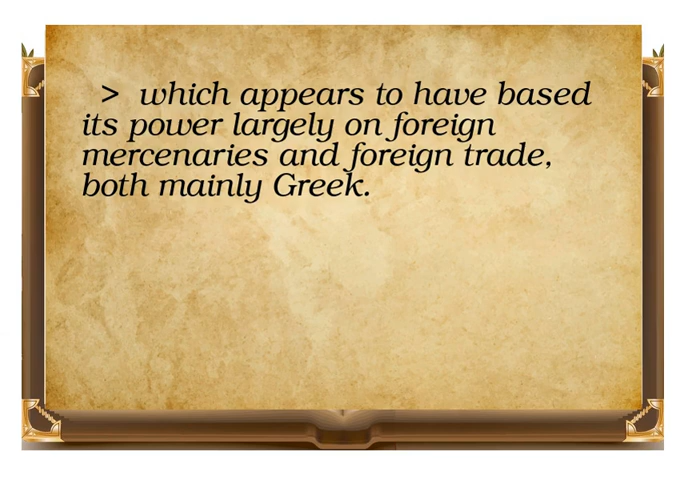 > which appears to have based
its power largely on foreign
mercenaries and foreign trade,
both mainly Greek.